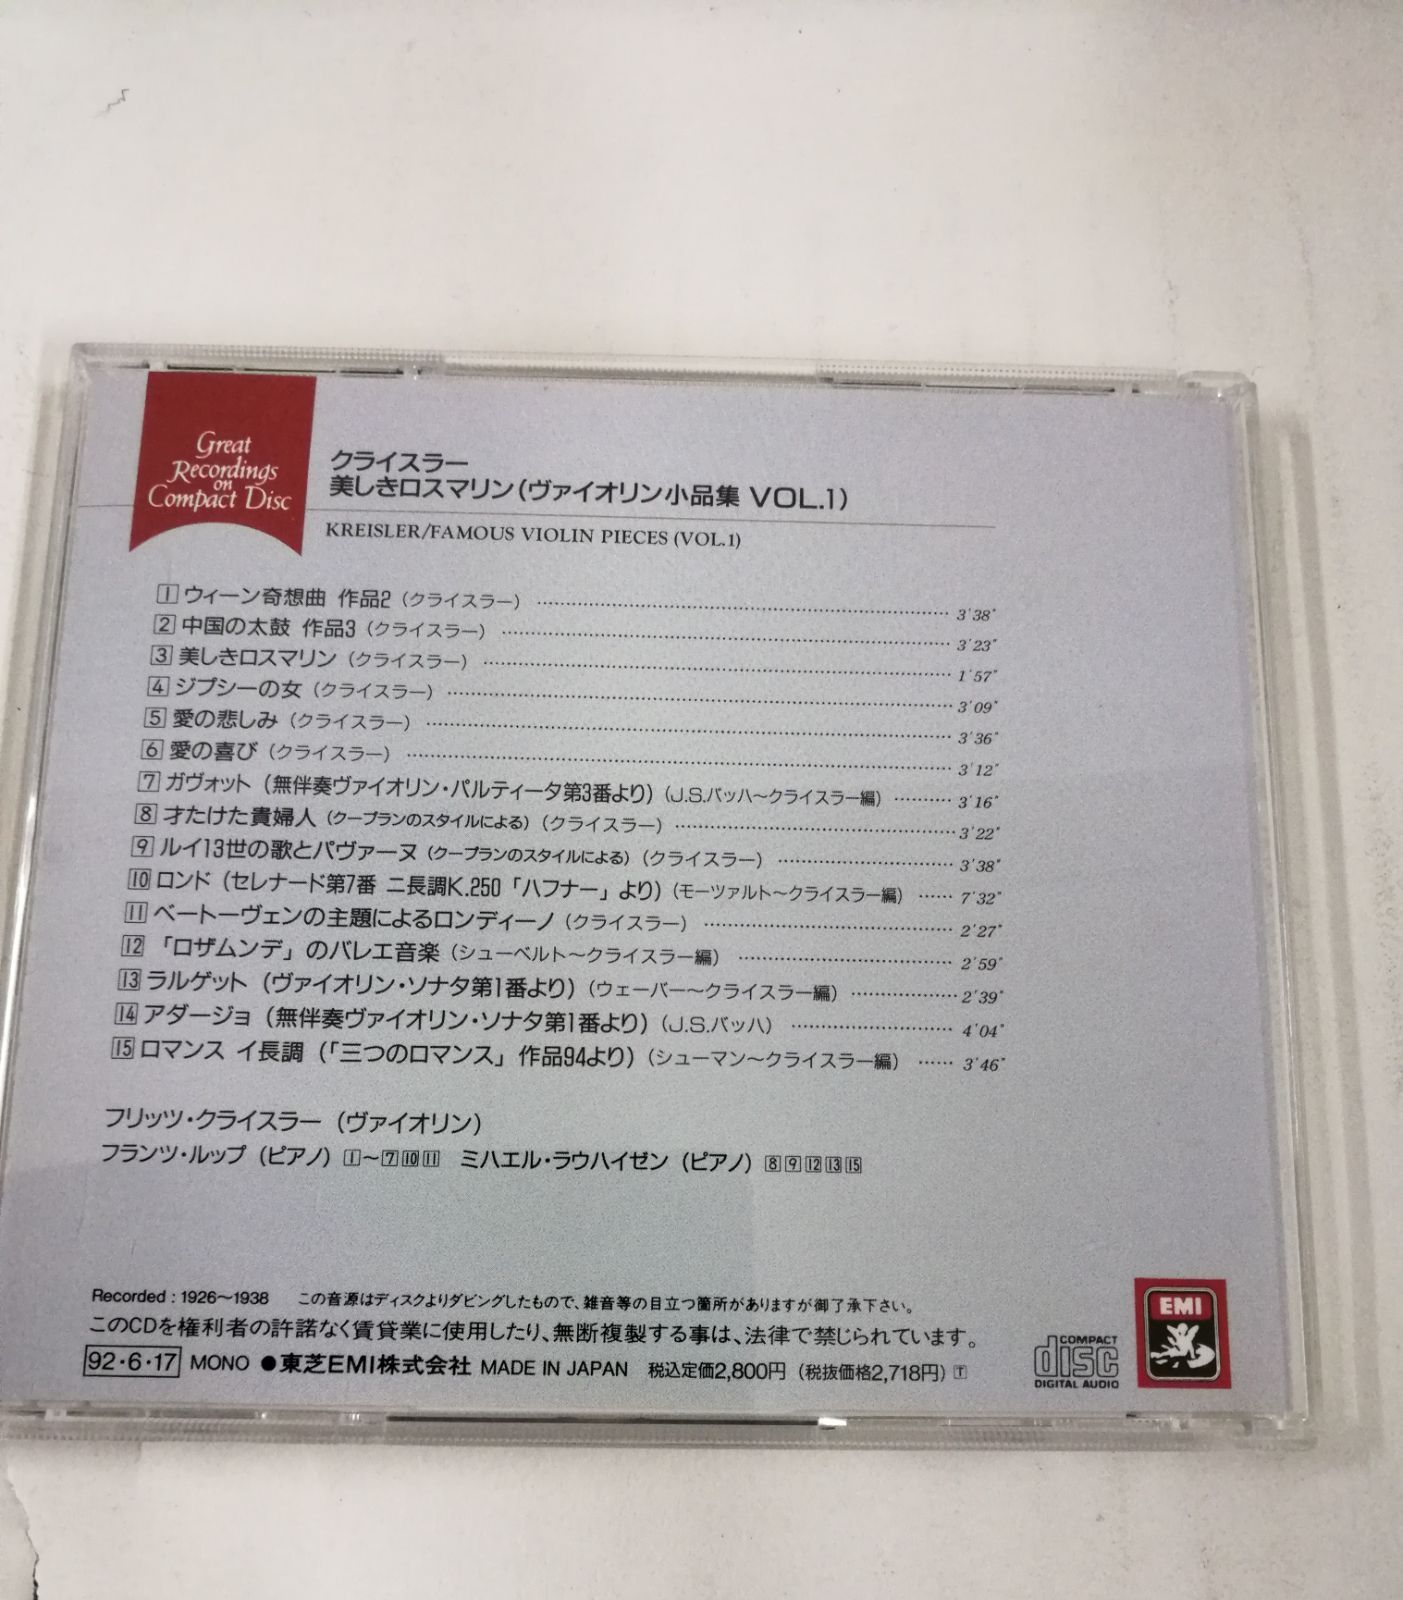 Great
Recordings
on
Compact Disc
クライスラー
美しきロスマリン(ヴァイオリン小品集 VOL.1)
KREISLER/FAMOUS VIOLIN PIECES (VOL.1)
1 ウィーン奇想曲 作品2 (クライスラー) 3'38"
2 中国の太鼓 作品3 (クライスラー) 3'23"
3 美しきロスマリン (クライスラー) 1'57"
4 ジプシーの女 (クライスラー) 3'09"
5 愛の悲しみ (クライスラー) 3'36"
6 愛の喜び (クライスラー) 3'12"
7 ガヴォット (無伴奏ヴァイオリン・パルティータ第3番より) (J.S.バッハ〜クライスラー編) 3'16"
8 才たけた貴婦人 (クープランのスタイルによる) (クライスラー) 3'22"
9 ルイ13世の歌とパヴァーヌ (クープランのスタイルによる) (クライスラー) 3'38"
10 ロンド (セレナード第7番 ニ長調K.250「ハフナー」より) (モーツァルト〜クライスラー編) 7'32"
11 ベートーヴェンの主題によるロンディーノ (クライスラー) 2'27"
12 「ロザムンデ」のバレエ音楽 (シューベルト〜クライスラー編) 2'59"
13 ラルゲット (ヴァイオリン・ソナタ第1番より) (ウェーバー〜クライスラー編) 2'39"
14 アダージョ (無伴奏ヴァイオリン・ソナタ第1番より) (J.S.バッハ) 4'04"
15 ロマンス イ長調 (「三つのロマンス」作品94より) (シューマン〜クライスラー編) 3'46"
フリッツ・クライスラー (ヴァイオリン)
フランツ・ルップ (ピアノ) 1〜7 10 11 ミハエル・ラウハイゼン (ピアノ) 8 9 12 13 15
Recorded : 1926〜1938 この音源はディスクよりダビングしたもので、雑音等の目立つ箇所がありますが御了承下さい。
このCDを権利者の許諾なく賃貸業に使用したり、無断複製する事は、法律で禁じられています。
92・6・17 MONO ●東芝EMI株式会社 MADE IN JAPAN 税込定価2,800円 (税抜価格2,718円) T
COMPACT
disc
DIGITAL AUDIO
EMI